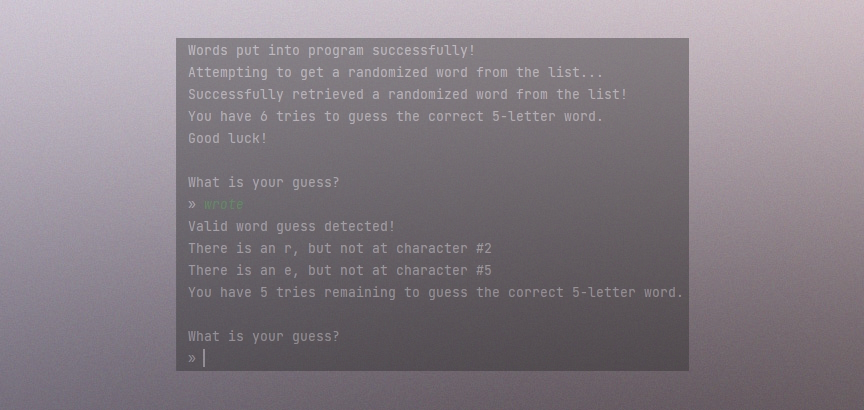 Words put into program successfully!
Attempting to get a randomized word from the list...
Successfully retrieved a randomized word from the list!
You have 6 tries to guess the correct 5-letter word.
Good luck!
What is your guess?
» wrote
Valid word guess detected!
There is an r, but not at character #2
There is an e, but not at character #5
You have 5 tries remaining to guess the correct 5-letter word.
What is your guess?
»